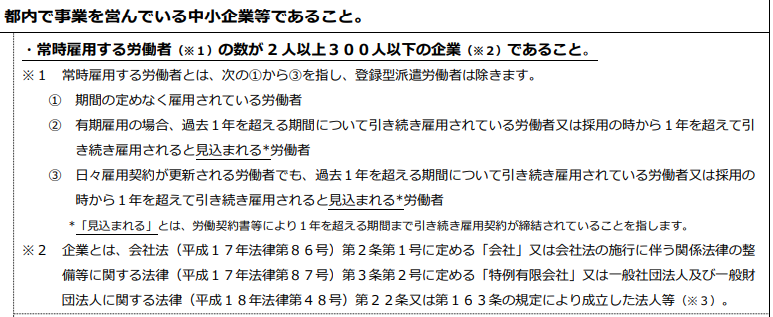 都内で事業を営んでいる中小企業等であること。
・常時雇用する労働者（※１）の数が２人以上３００人以下の企業（※２）であること。
※１　常時雇用する労働者とは、次の①から③を指し、登録型派遣労働者は除きます。
①　期間の定めなく雇用されている労働者
②　有期雇用の場合、過去１年を超える期間について引き続き雇用されている労働者又は採用の時から１年を超えて引
き続き雇用されると見込まれる*労働者
③　日々雇用契約が更新される労働者でも、過去１年を超える期間について引き続き雇用されている労働者又は採用の
時から１年を超えて引き続き雇用されると見込まれる*労働者
*「見込まれる」とは、労働契約書等により１年を超える期間まで引き続き雇用契約が締結されていることを指します。
※２　企業とは、会社法（平成１７年法律第８６号）第２条第１号に定める「会社」又は会社法の施行に伴う関係法律の整
備等に関する法律（平成１７年法律第８７号）第３条第２号に定める「特例有限会社」又は一般社団法人及び一般財
団法人に関する法律（平成１８年法律第４８号）第２２条又は第１６３条の規定により成立した法人等（※３）。